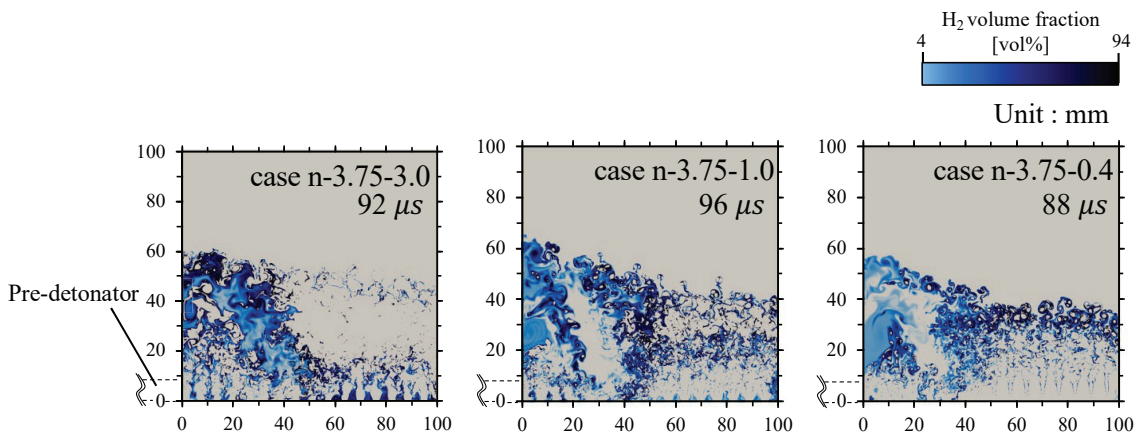 H2 volume fraction
[vol%]
4 94
Unit : mm
case n-3.75-3.0
92 μs
case n-3.75-1.0
96 μs
case n-3.75-0.4
88 μs
Pre-detonator
100
80
60
40
20
0
0 20 40 60 80 100
100
80
60
40
20
0
0 20 40 60 80 100
100
80
60
40
20
0
0 20 40 60 80 100